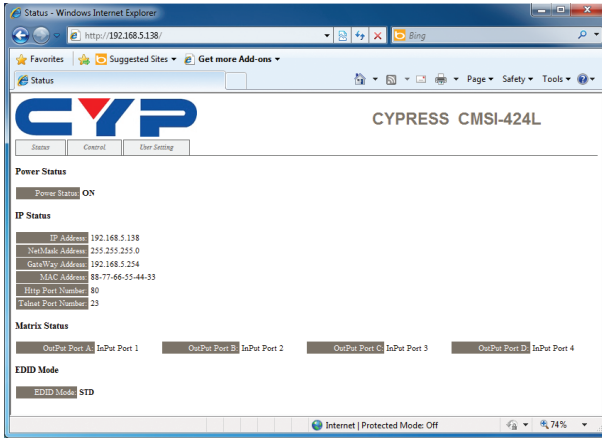 Status - Windows Internet Explorer
http://192.168.5.138/
Bing
Favorites Suggested Sites Get more Add-ons
Status Page Safety Tools
CYP CYPRESS CMSI-424L
Status Control User Setting
Power Status
Power Status: ON
IP Status
IP Address: 192.168.5.138
NetMask Address: 255.255.255.0
GateWay Address: 192.168.5.254
MAC Address: 88-77-66-55-44-33
Http Port Number: 80
Telnet Port Number: 23
Matrix Status
OutPut Port A: InPut Port 1 OutPut Port B: InPut Port 2 OutPut Port C: InPut Port 3 OutPut Port D: InPut Port 4
EDID Mode
EDID Mode: STD
Internet | Protected Mode: Off 74%